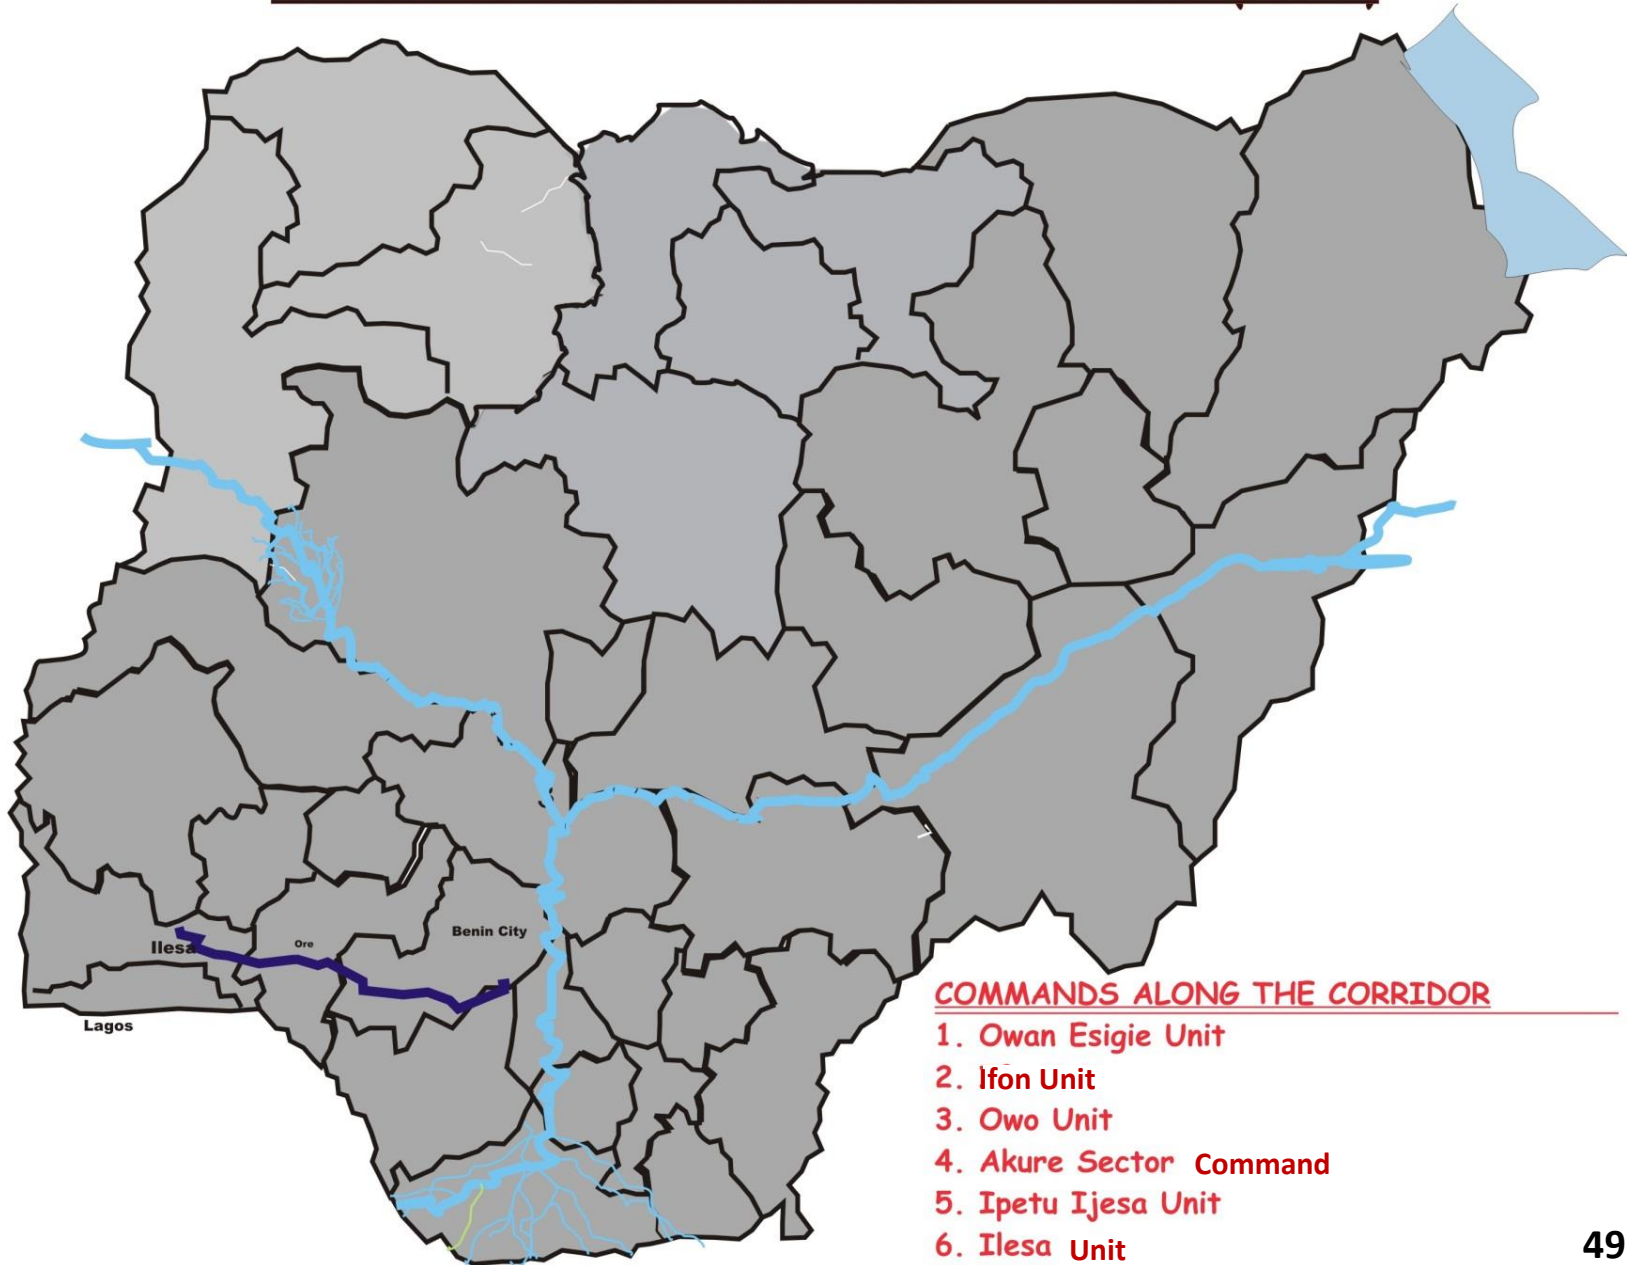 Benin City
Ilesa
Ore
Lagos
COMMANDS ALONG THE CORRIDOR
1. Owan Esigie Unit
2. Ifon Unit
3. Owo Unit
4. Akure Sector Command
5. Ipetu Ijesa Unit
6. Ilesa Unit
49